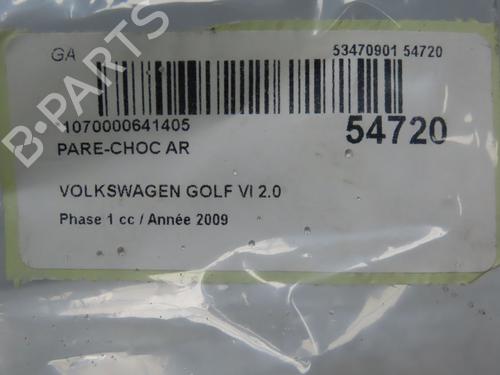 GA 53470901 54720
1070000641405 54720
PARE-CHOC AR
VOLKSWAGEN GOLF VI 2.0
Phase 1 cc / Année 2009
B-PARTS